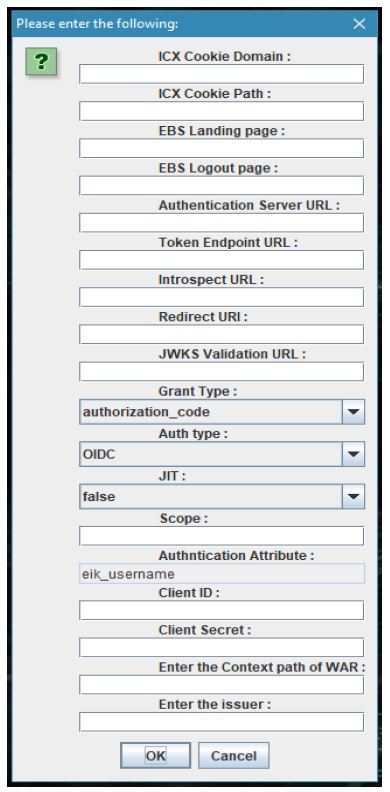 Please enter the following:
?
ICX Cookie Domain :
ICX Cookie Path :
EBS Landing page :
EBS Logout page :
Authentication Server URL :
Token Endpoint URL :
Introspect URL :
Redirect URI :
JWKS Validation URL :
Grant Type :
authorization_code
Auth type :
OIDC
JIT :
false
Scope :
Authntication Attribute :
eik_username
Client ID :
Client Secret :
Enter the Context path of WAR :
Enter the issuer :
OK Cancel